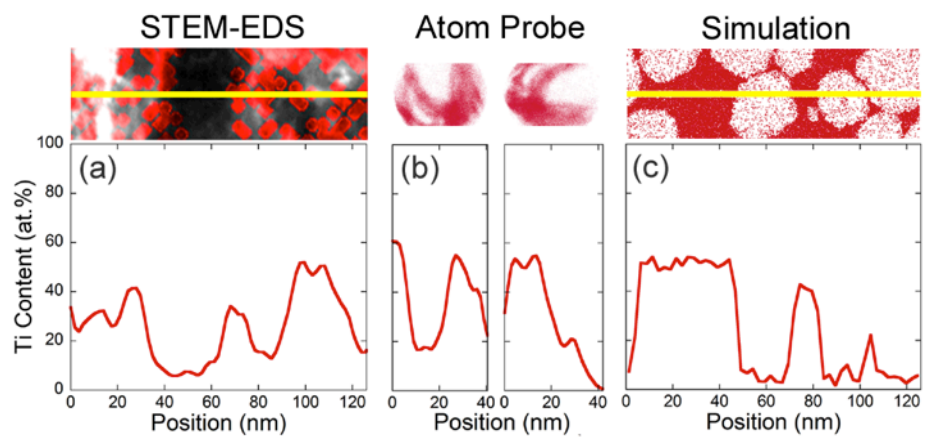 STEM-EDS
Atom Probe
Simulation
(a)
(b)
(c)
Ti Content (at.%)
100
80
60
40
20
0
0 20 40 60 80 100 120
0 20 40
0 20 40
0 20 40 60 80 100 120
Position (nm)
Position (nm)
Position (nm)